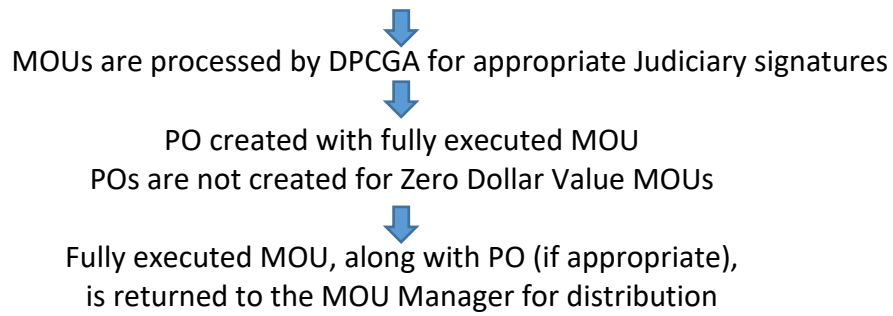 MOUs are processed by DPCGA for appropriate Judiciary signatures
PO created with fully executed MOU
POs are not created for Zero Dollar Value MOUs
Fully executed MOU, along with PO (if appropriate),
is returned to the MOU Manager for distribution